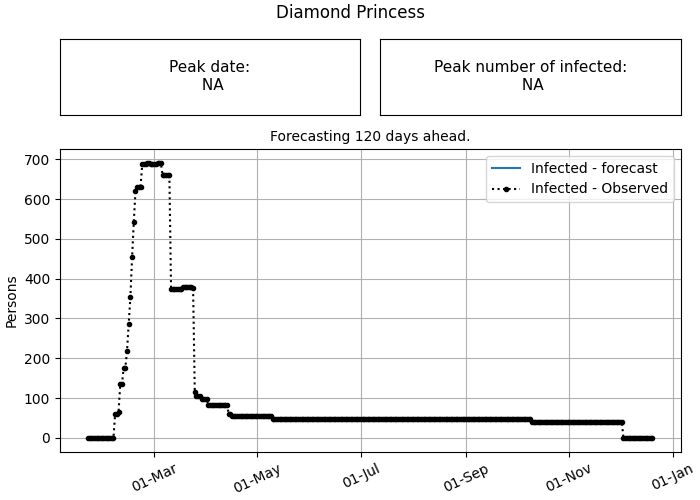 Diamond Princess
Peak date:
NA
Peak number of infected:
NA
Forecasting 120 days ahead.
Infected - forecast
Infected - Observed
Persons
700
600
500
400
300
200
100
0
01-Mar
01-May
01-Jul
01-Sep
01-Nov
01-Jan